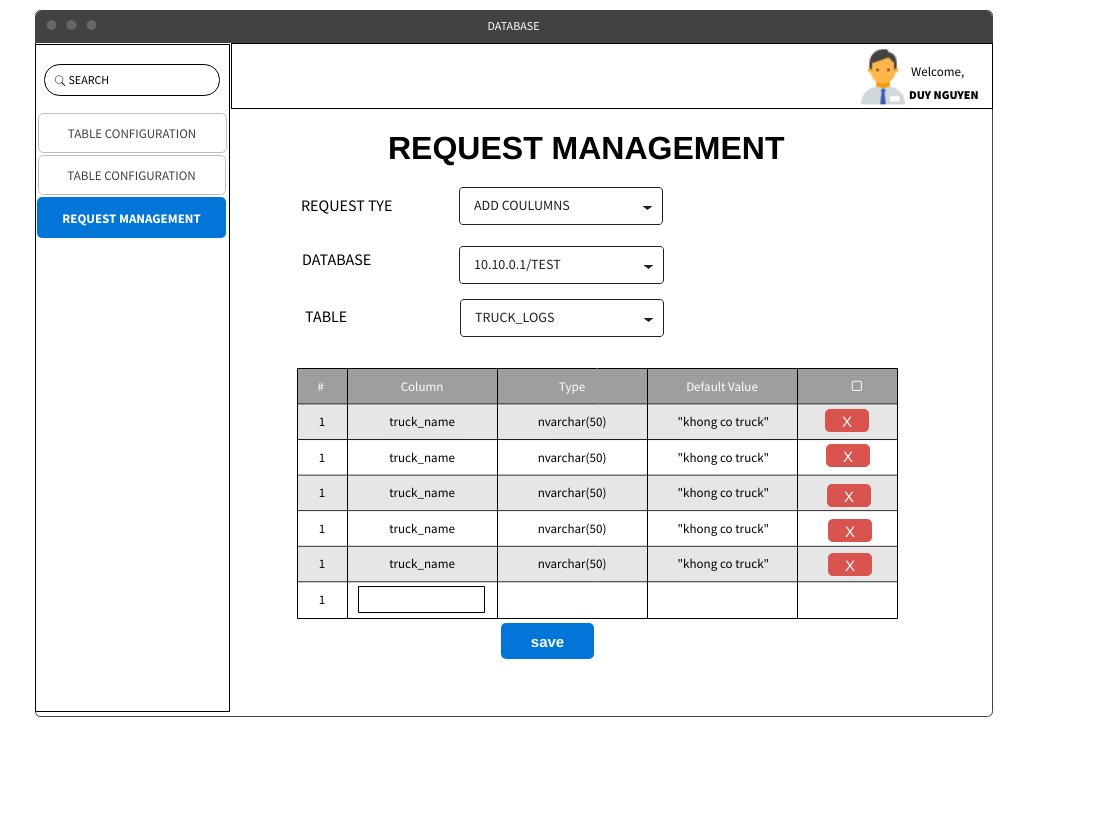 DATABASE
SEARCH
Welcome,
DUY NGUYEN
TABLE CONFIGURATION
TABLE CONFIGURATION
REQUEST MANAGEMENT
REQUEST MANAGEMENT
REQUEST TYE ADD COULUMNS
DATABASE 10.10.0.1/TEST
TABLE TRUCK_LOGS
# Column Type Default Value
1 truck_name nvarchar(50) "khong co truck" X
1 truck_name nvarchar(50) "khong co truck" X
1 truck_name nvarchar(50) "khong co truck" X
1 truck_name nvarchar(50) "khong co truck" X
1 truck_name nvarchar(50) "khong co truck" X
1
save